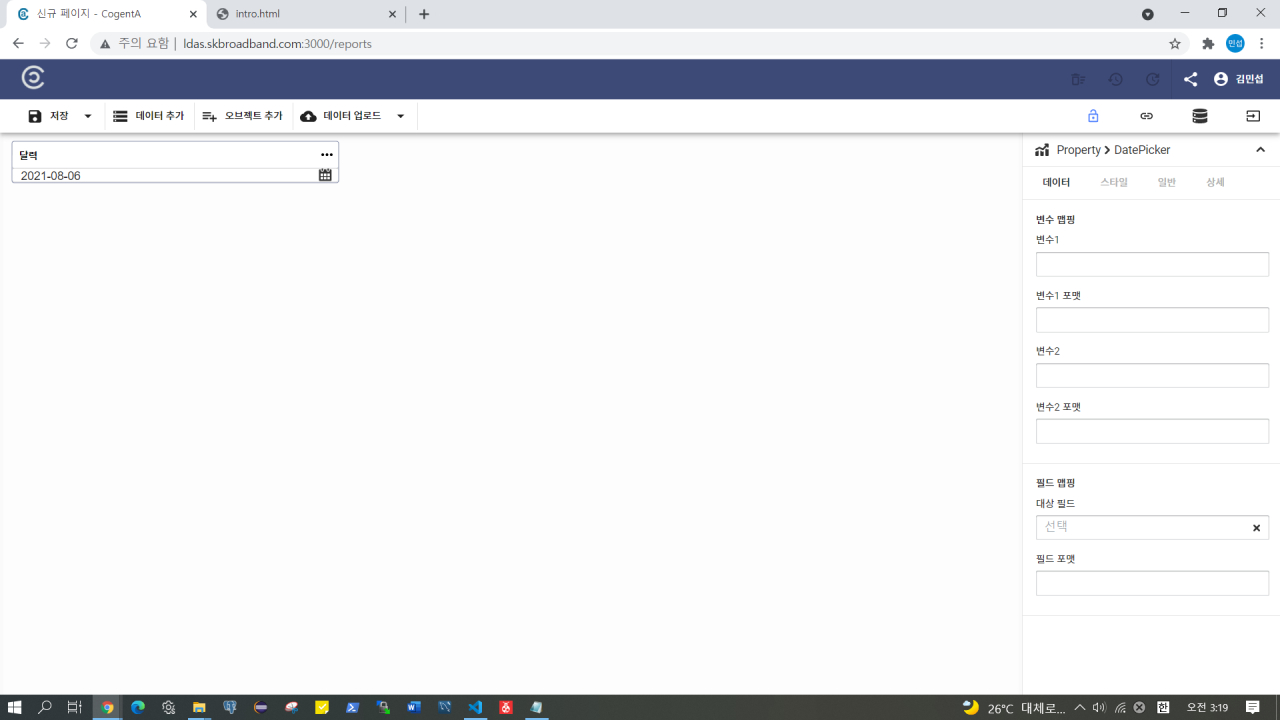 신규 페이지 - CogentA
intro.html
주의 요함 | ldas.skbroadband.com:3000/reports
민섭
김민섭
저장
데이터 추가
오브젝트 추가
데이터 업로드
달력
2021-08-06
Property > DatePicker
데이터 스타일 일반 상세
변수 맵핑
변수1
변수1 포맷
변수2
변수2 포맷
필드 맵핑
대상 필드
선택
필드 포맷
26°C 대체로...
한
오전 3:19